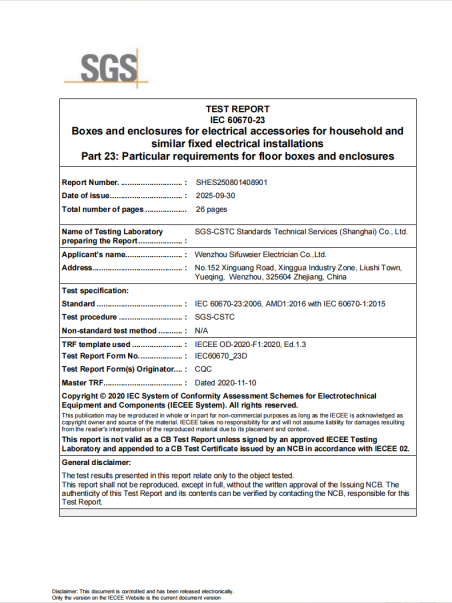 SGS
TEST REPORT
IEC 60670-23
Boxes and enclosures for electrical accessories for household and
similar fixed electrical installations
Part 23: Particular requirements for floor boxes and enclosures
Report Number. ............................ : SHES250801408901
Date of issue................................ : 2025-09-30
Total number of pages .................. 26 pages
Name of Testing Laboratory SGS-CSTC Standards Technical Services (Shanghai) Co., Ltd.
preparing the Report.................. :
Applicant's name......................... : Wenzhou Sifuweier Electrician Co.,Ltd.
Address....................................... : No.152 Xinguang Road, Xinggua Industry Zone, Liushi Town,
Yueqing, Wenzhou, 325604 Zhejiang, China
Test specification:
Standard ..................................... : IEC 60670-23:2006, AMD1:2016 with IEC 60670-1:2015
Test procedure ............................ : SGS-CSTC
Non-standard test method .......... : N/A
TRF template used ..................... : IECEE OD-2020-F1:2020, Ed.1.3
Test Report Form No................... : IEC60670_23D
Test Report Form(s) Originator.... : CQC
Master TRF.................................. : Dated 2020-11-10
Copyright © 2020 IEC System of Conformity Assessment Schemes for Electrotechnical
Equipment and Components (IECEE System). All rights reserved.
This publication may be reproduced in whole or in part for non-commercial purposes as long as the IECEE is acknowledged as
copyright owner and source of the material. IECEE takes no responsibility for and will not assume liability for damages resulting
from the reader's interpretation of the reproduced material due to its placement and context.
This report is not valid as a CB Test Report unless signed by an approved IECEE Testing
Laboratory and appended to a CB Test Certificate issued by an NCB in accordance with IECEE 02.
General disclaimer:
The test results presented in this report relate only to the object tested.
This report shall not be reproduced, except in full, without the written approval of the Issuing NCB. The
authenticity of this Test Report and its contents can be verified by contacting the NCB, responsible for this
Test Report.
Disclaimer: This document is controlled and has been released electronically.
Only the version on the IECEE Website is the current document version